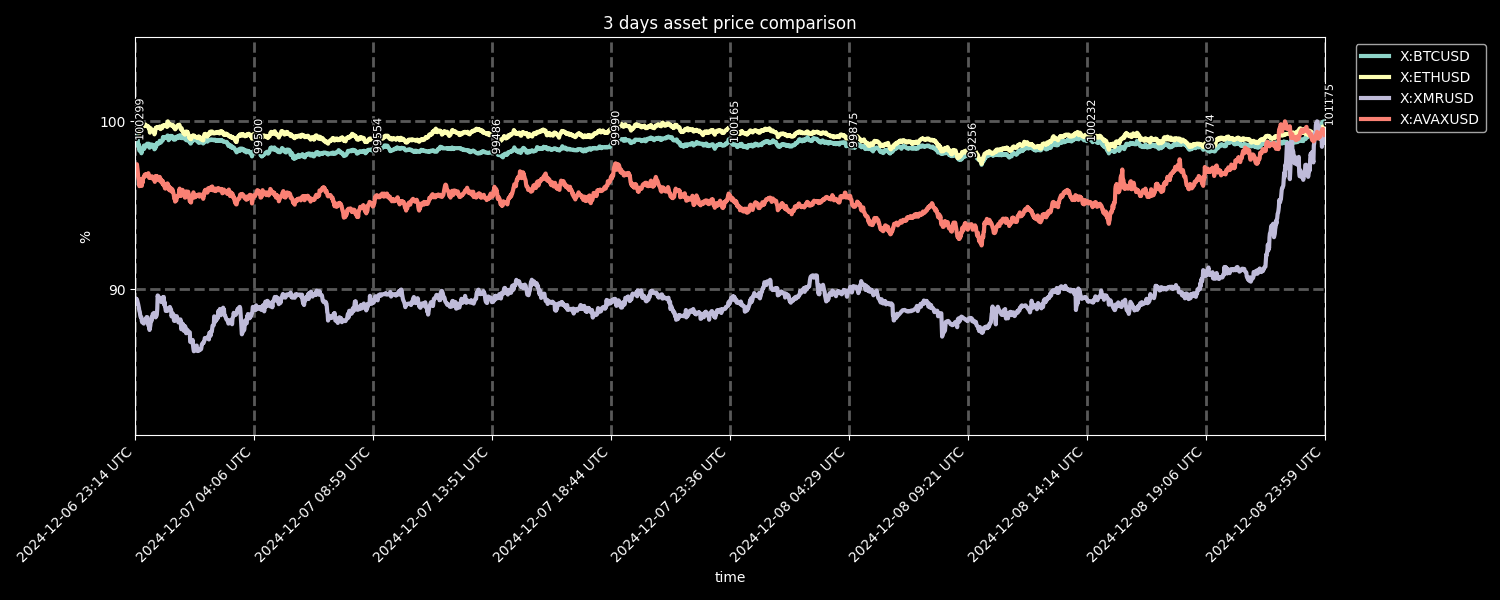 3 days asset price comparison
X:BTCUSD
X:ETHUSD
X:XMRUSD
X:AVAXUSD
100
90
%
100299
99500
99554
99486
99990
100165
99875
99256
100232
99774
101175
2024-12-06 23:14 UTC
2024-12-07 04:06 UTC
2024-12-07 08:59 UTC
2024-12-07 13:51 UTC
2024-12-07 18:44 UTC
2024-12-07 23:36 UTC
2024-12-08 04:29 UTC
2024-12-08 09:21 UTC
2024-12-08 14:14 UTC
2024-12-08 19:06 UTC
2024-12-08 23:59 UTC
time